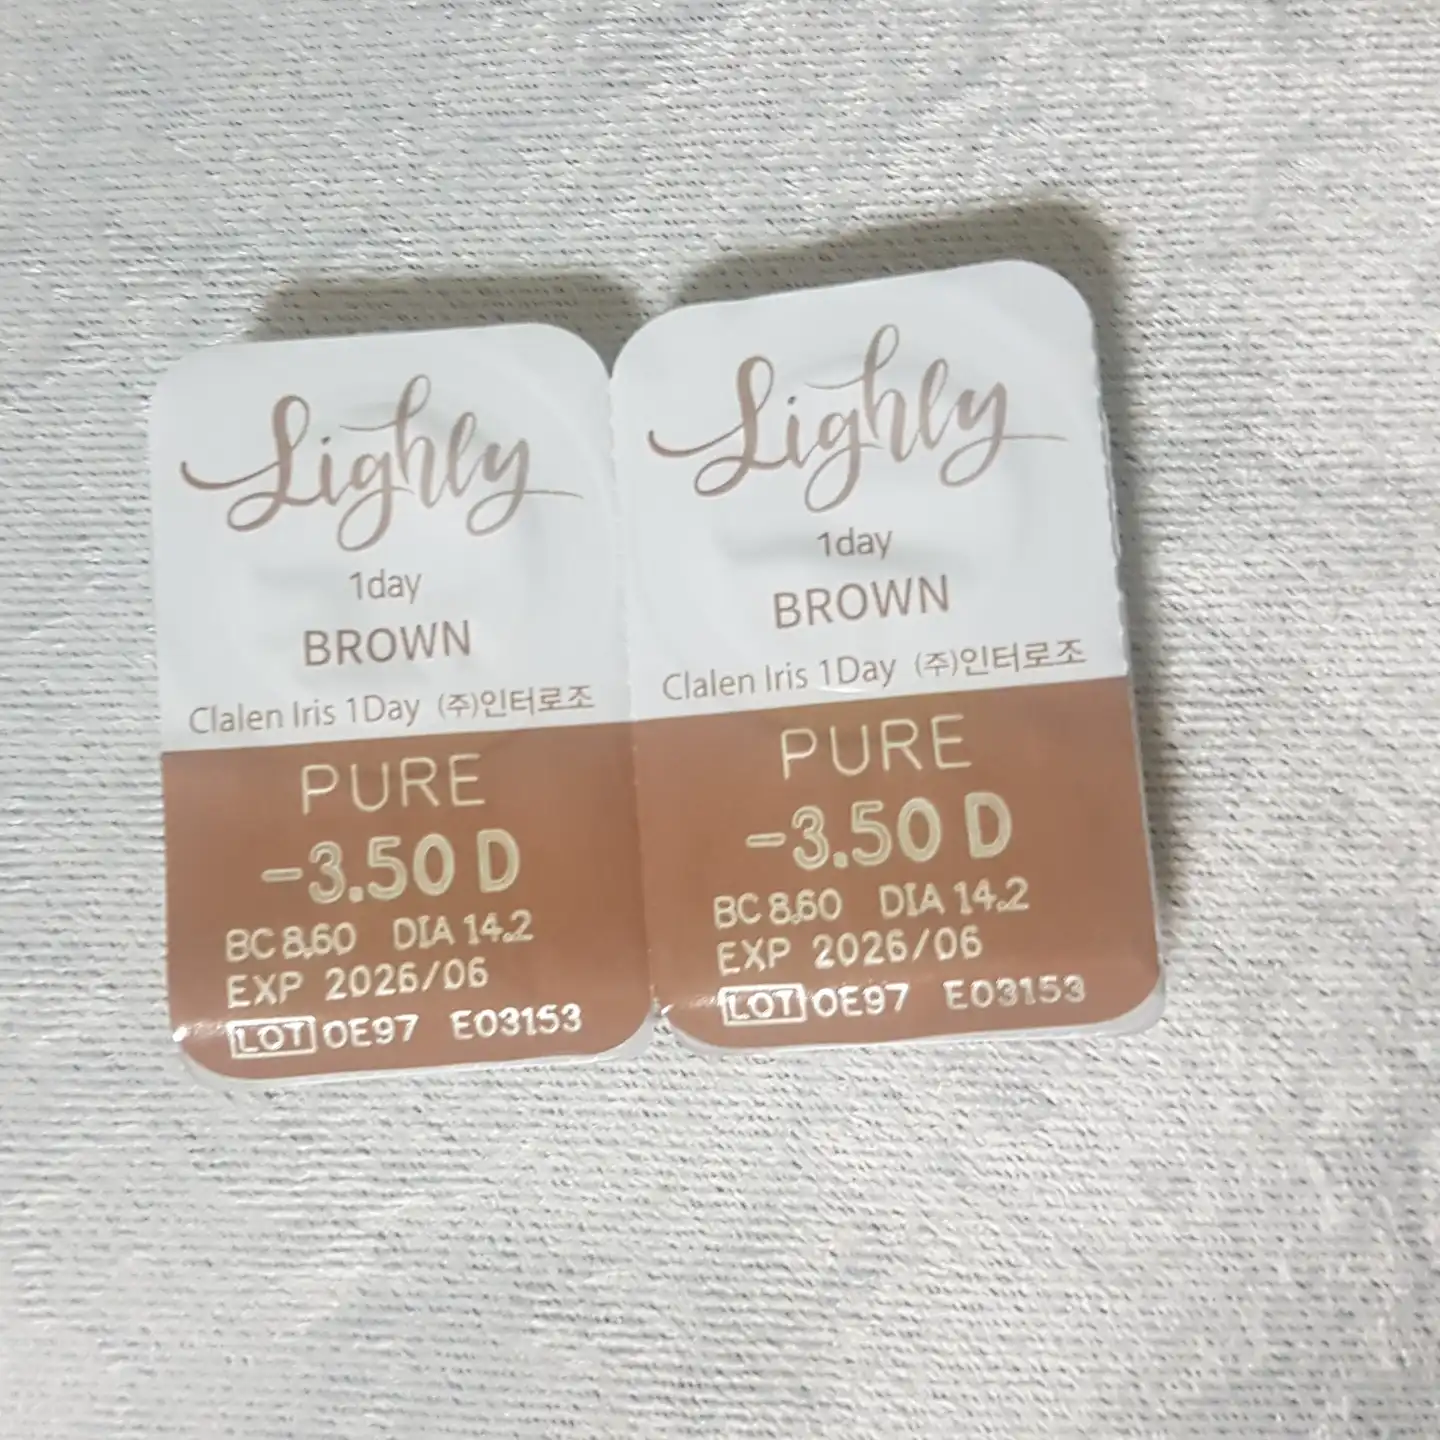 Lighly
1day
BROWN
Clalen Iris 1Day (주)인터로조
PURE
-3.50 D
BC 8.60 DIA 14.2
EXP 2026/06
LOT OE97 E03153
Lighly
1day
BROWN
Clalen Iris 1Day (주)인터로조
PURE
-3.50 D
BC 8.60 DIA 14.2
EXP 2026/06
LOT OE97 E03153